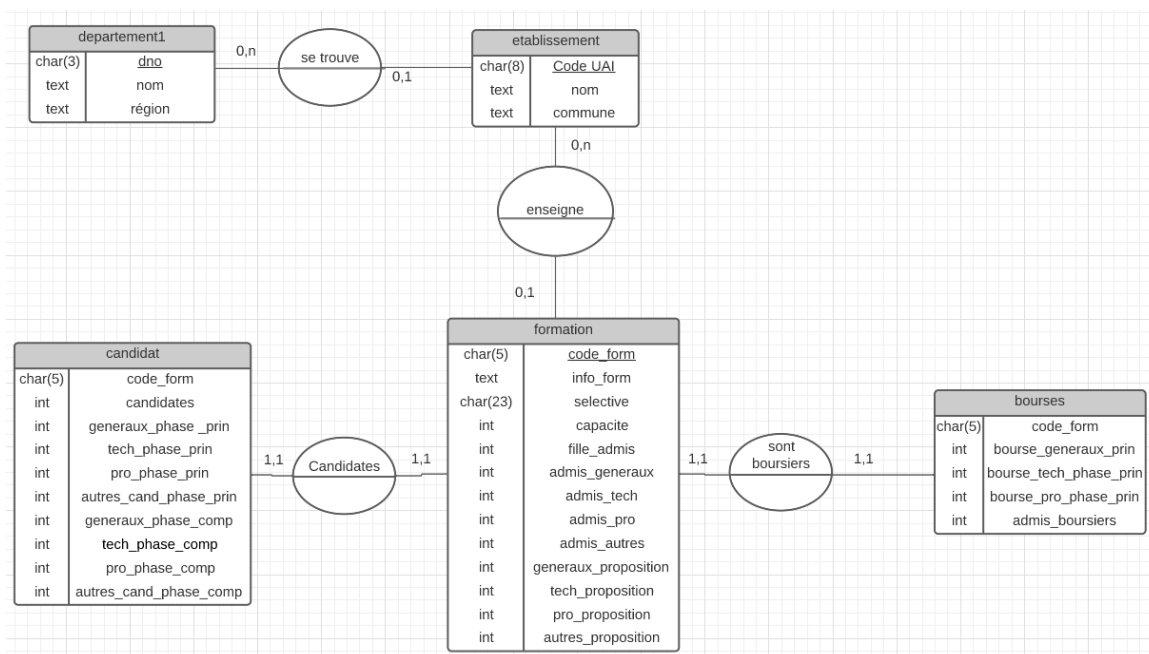 departement1
char(3) dno
text nom
text région
0,n
se trouve
0,1
etablissement
char(8) Code UAI
text nom
text commune
0,n
enseigne
0,1
formation
char(5) code_form
text info_form
char(23) selective
int capacite
int fille_admis
int admis_generaux
int admis_tech
int admis_pro
int admis_autres
int generaux_proposition
int tech_proposition
int pro_proposition
int autres_proposition
candidat
char(5) code_form
int candidates
int generaux_phase _prin
int tech_phase_prin
int pro_phase_prin
int autres_cand_phase_prin
int generaux_phase_comp
int tech_phase_comp
int pro_phase_comp
int autres_cand_phase_comp
1,1
Candidates
1,1
1,1
sont
boursiers
1,1
bourses
char(5) code_form
int bourse_generaux_prin
int bourse_tech_phase_prin
int bourse_pro_phase_prin
int admis_boursiers